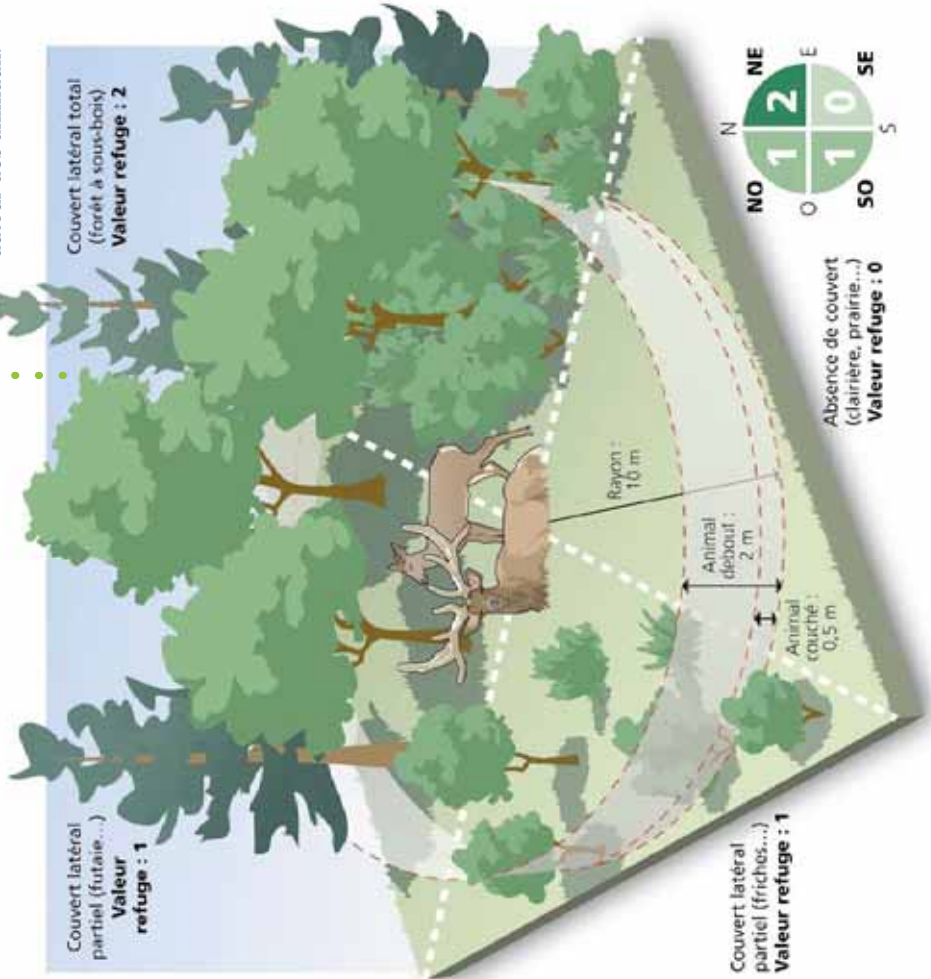 Couvert latéral total
(forêt à sous-bois)
Valeur refuge : 2
Couvert latéral
partiel (futaie...)
Valeur
refuge : 1
Rayon :
10 m
Animal
debout :
2 m
Animal
couché :
0,5 m
Couvert latéral
partiel (friches...)
Valeur refuge : 1
Absence de couvert
(clairière, prairie...)
Valeur refuge : 0
N
NO
NE
1
2
O
E
1
0
SO
SE
S